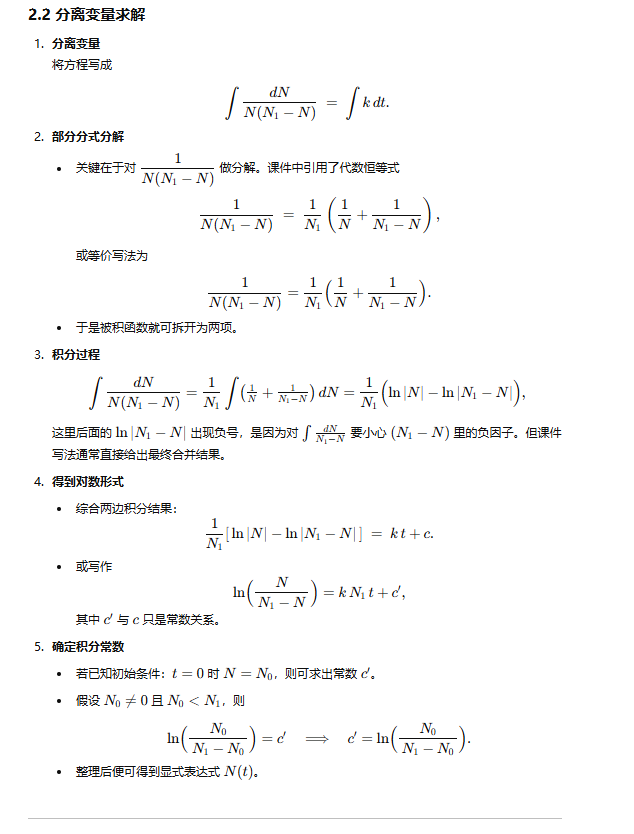 2.2 分离变量求解
1. 分离变量
将方程写成
∫ dN / N(N₁ − N) = ∫ k dt.
2. 部分分式分解
• 关键在于对 1 / N(N₁ − N) 做分解。课件中引用了代数恒等式
1 / N(N₁ − N) = 1/N₁ (1/N + 1/(N₁ − N)),
或等价写法为
1 / N(N₁ − N) = 1/N₁ (1/N + 1/(N₁ − N)).
• 于是被积函数就可拆开为两项。
3. 积分过程
∫ dN / N(N₁ − N) = 1/N₁ ∫ (1/N + 1/(N₁−N)) dN = 1/N₁ (ln |N| − ln |N₁ − N|),
这里后面的 ln |N₁ − N| 出现负号，是因为对 ∫ dN/(N₁−N) 要小心 (N₁ − N) 里的负因子。但课件
写法通常直接给出最终合并结果。
4. 得到对数形式
• 综合两边积分结果：
1/N₁ [ ln |N| − ln |N₁ − N| ] = k t + c.
• 或写作
ln(N / (N₁ − N)) = k N₁ t + c′,
其中 c′ 与 c 只是常数关系。
5. 确定积分常数
• 若已知初始条件：t = 0 时 N = N₀，则可求出常数 c′。
• 假设 N₀ ≠ 0 且 N₀ < N₁，则
ln(N₀ / (N₁ − N₀)) = c′ ⟹ c′ = ln(N₀ / (N₁ − N₀)).
• 整理后便可得到显式表达式 N(t)。